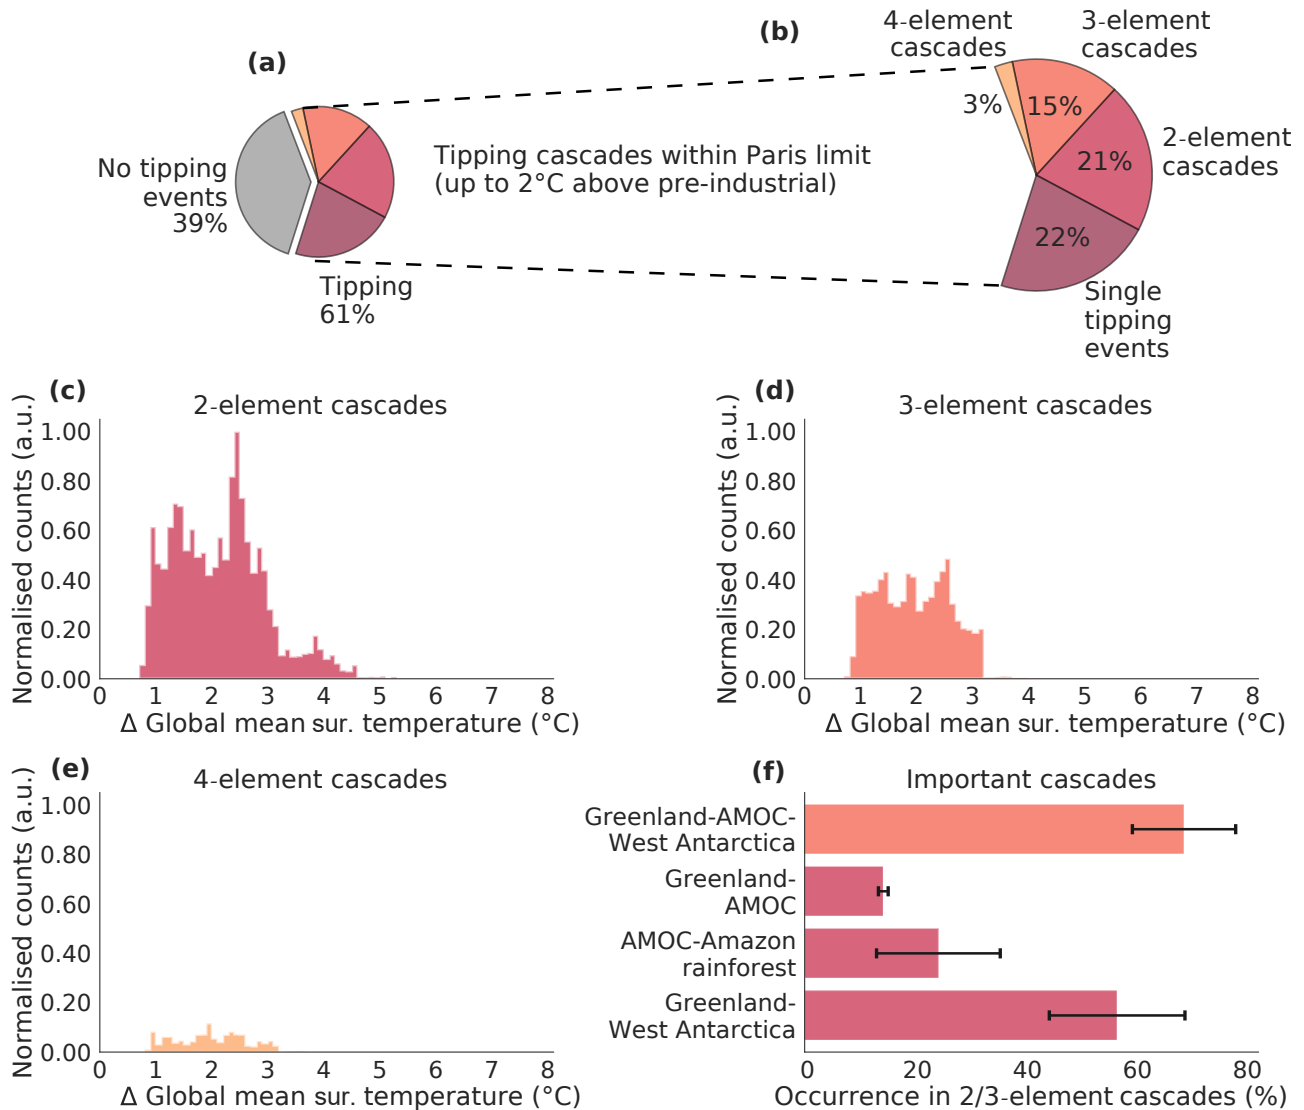 (a)
(b)
4-element
cascades
3-element
cascades
3%
15%
2-element
cascades
21%
22%
Single
tipping
events
No tipping
events
39%
Tipping cascades within Paris limit
(up to 2°C above pre-industrial)
Tipping
61%
(c)
2-element cascades
Normalised counts (a.u.)
1.00
0.80
0.60
0.40
0.20
0.00
0 1 2 3 4 5 6 7 8
Δ Global mean sur. temperature (°C)
(d)
3-element cascades
Normalised counts (a.u.)
1.00
0.80
0.60
0.40
0.20
0.00
0 1 2 3 4 5 6 7 8
Δ Global mean sur. temperature (°C)
(e)
4-element cascades
Normalised counts (a.u.)
1.00
0.80
0.60
0.40
0.20
0.00
0 1 2 3 4 5 6 7 8
Δ Global mean sur. temperature (°C)
(f)
Important cascades
Greenland-AMOC-
West Antarctica
Greenland-
AMOC
AMOC-Amazon
rainforest
Greenland-
West Antarctica
0 20 40 60 80
Occurrence in 2/3-element cascades (%)